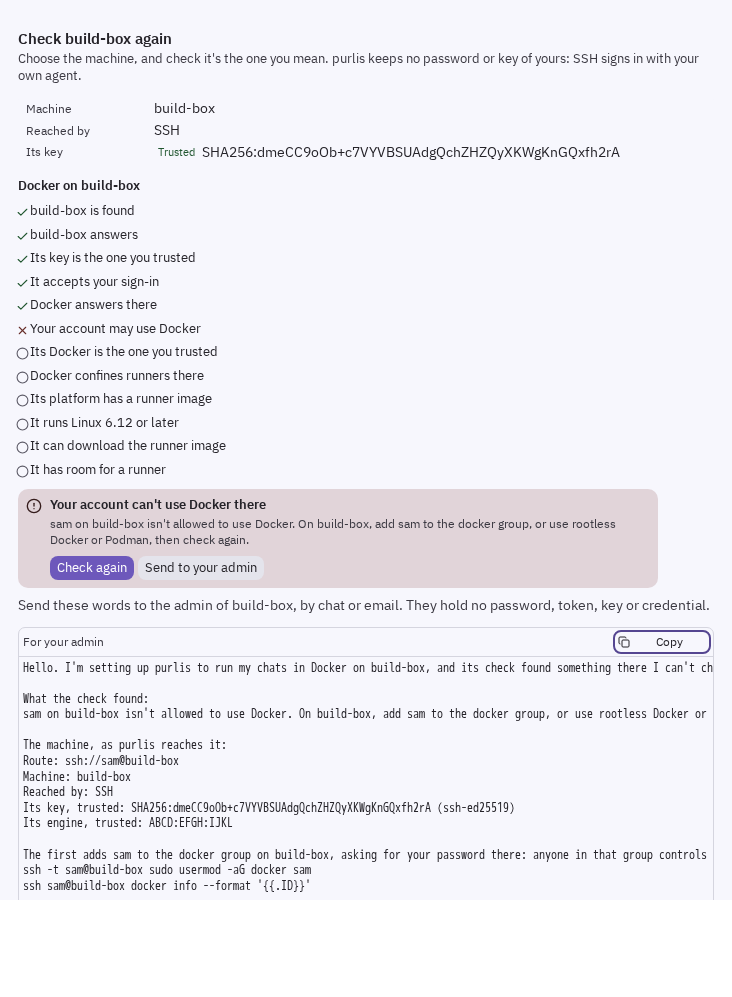 Check build-box again
Choose the machine, and check it's the one you mean. purlis keeps no password or key of yours: SSH signs in with your
own agent.
Machine build-box
Reached by SSH
Its key Trusted SHA256:dmeCC9oOb+c7VYVBSUAdgQchZHZQyXKWgKnGQxfh2rA
Docker on build-box
build-box is found
build-box answers
Its key is the one you trusted
It accepts your sign-in
Docker answers there
Your account may use Docker
Its Docker is the one you trusted
Docker confines runners there
Its platform has a runner image
It runs Linux 6.12 or later
It can download the runner image
It has room for a runner
Your account can't use Docker there
sam on build-box isn't allowed to use Docker. On build-box, add sam to the docker group, or use rootless
Docker or Podman, then check again.
Check again Send to your admin
Send these words to the admin of build-box, by chat or email. They hold no password, token, key or credential.
For your admin Copy
Hello. I'm setting up purlis to run my chats in Docker on build-box, and its check found something there I can't ch
What the check found:
sam on build-box isn't allowed to use Docker. On build-box, add sam to the docker group, or use rootless Docker or
The machine, as purlis reaches it:
Route: ssh://sam@build-box
Machine: build-box
Reached by: SSH
Its key, trusted: SHA256:dmeCC9oOb+c7VYVBSUAdgQchZHZQyXKWgKnGQxfh2rA (ssh-ed25519)
Its engine, trusted: ABCD:EFGH:IJKL
The first adds sam to the docker group on build-box, asking for your password there: anyone in that group controls
ssh -t sam@build-box sudo usermod -aG docker sam
ssh sam@build-box docker info --format '{{.ID}}'